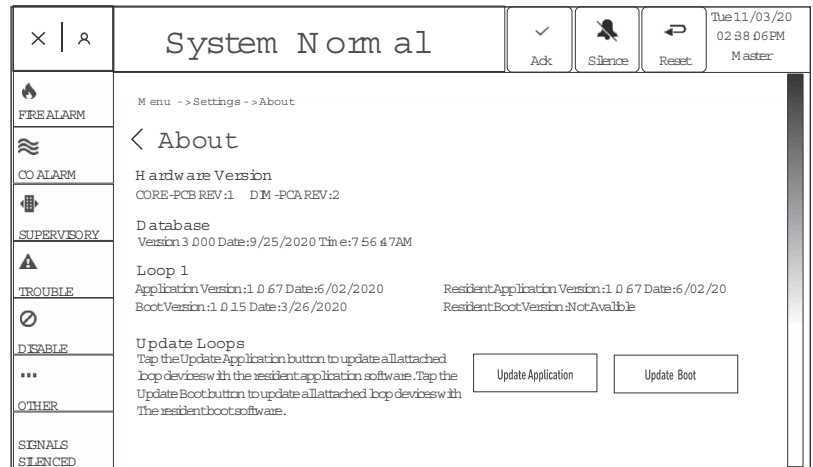 System Normal
Ack
Silence
Reset
Tue 11/03/20
02:38:06 PM
Master
FIRE ALARM
CO ALARM
SUPERVISORY
TROUBLE
DISABLE
OTHER
SIGNALS
SILENCED
Menu ->Settings ->About
About
Hardware Version
CORE-PCB REV:1 DIM-PCA REV:2
Database
Version 3.000 Date:9/25/2020 Time:7:56:47AM
Loop 1
Application Version:1.0.67 Date:6/02/2020 Resident Application Version:1.0.67 Date:6/02/20
Boot Version:1.0.15 Date:3/26/2020 Resident Boot Version:Not Avalible
Update Loops
Tap the Update Application button to update all attached
loop devices with the resident application software. Tap the
Update Boot button to update all attached loop devices with
The resident boot software.
Update Application
Update Boot